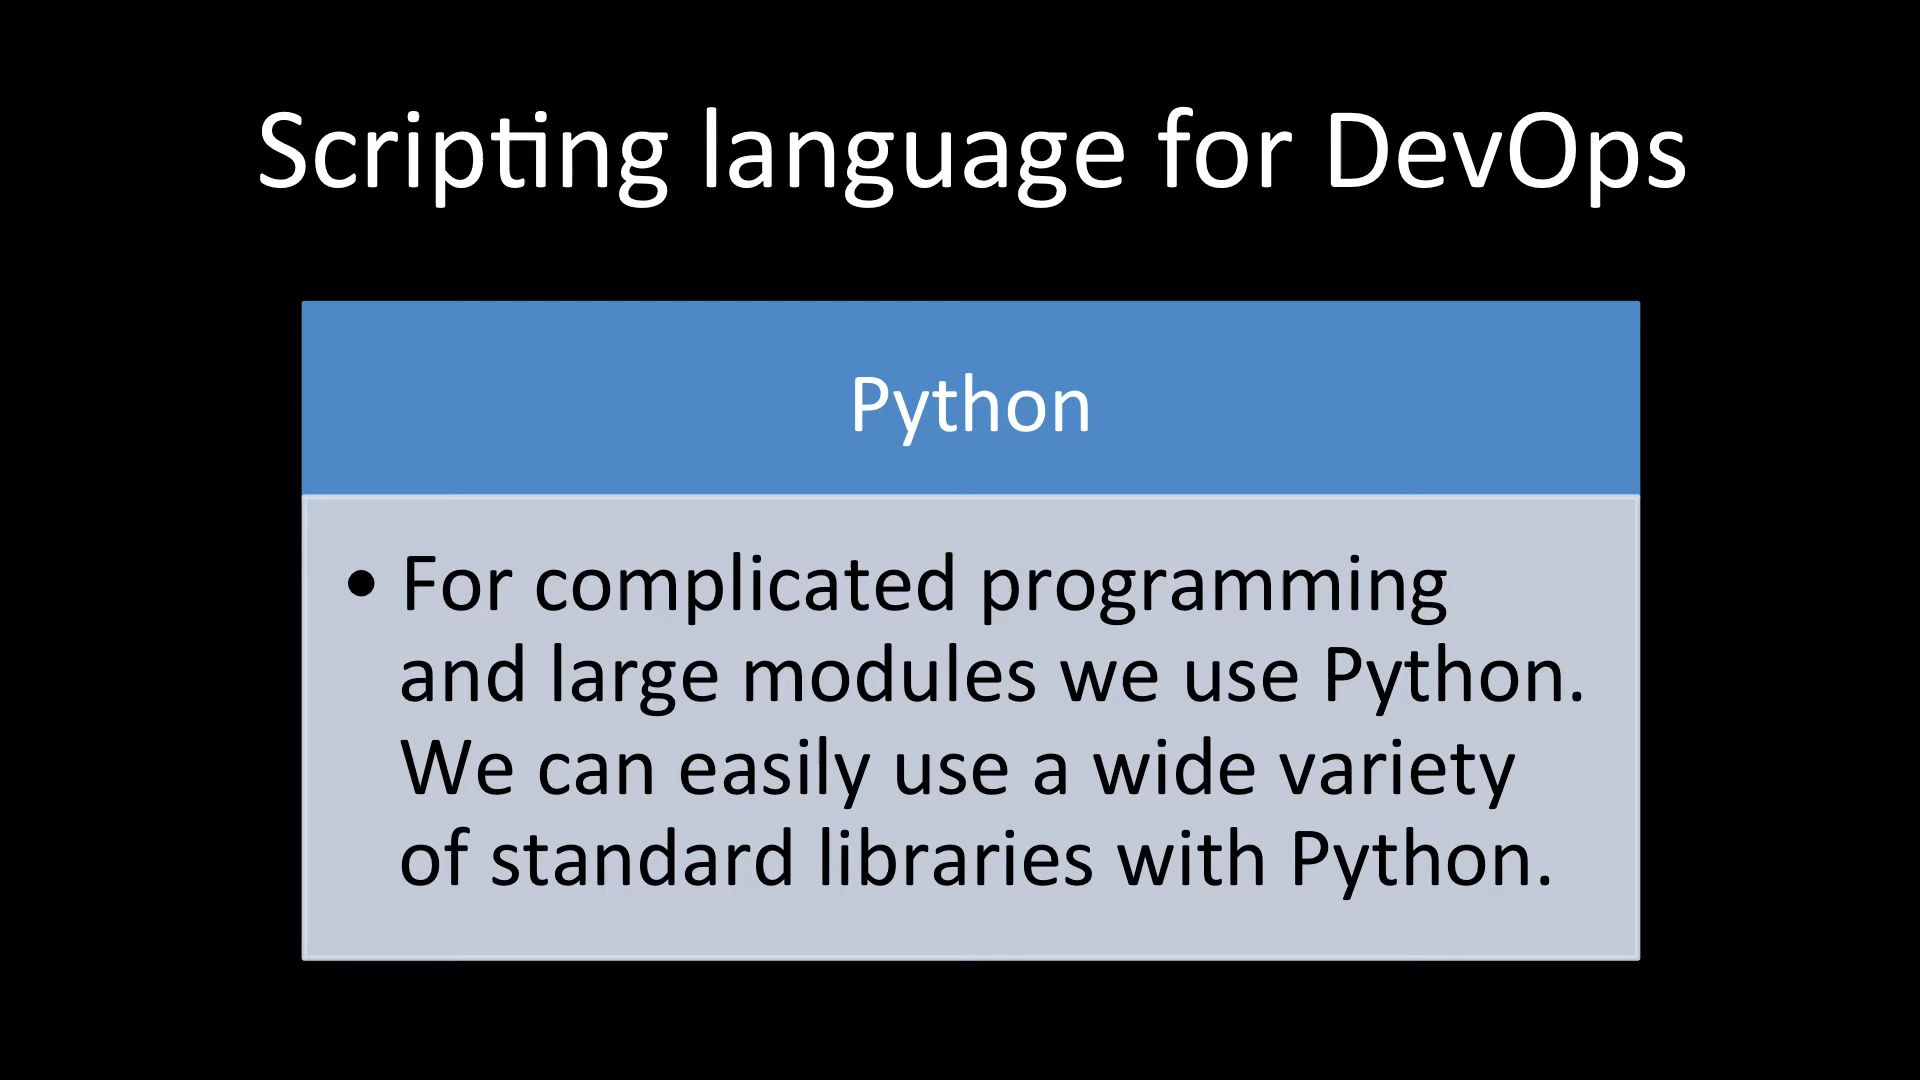 Scripting language for DevOps
Python
• For complicated programming
and large modules we use Python.
We can easily use a wide variety
of standard libraries with Python.